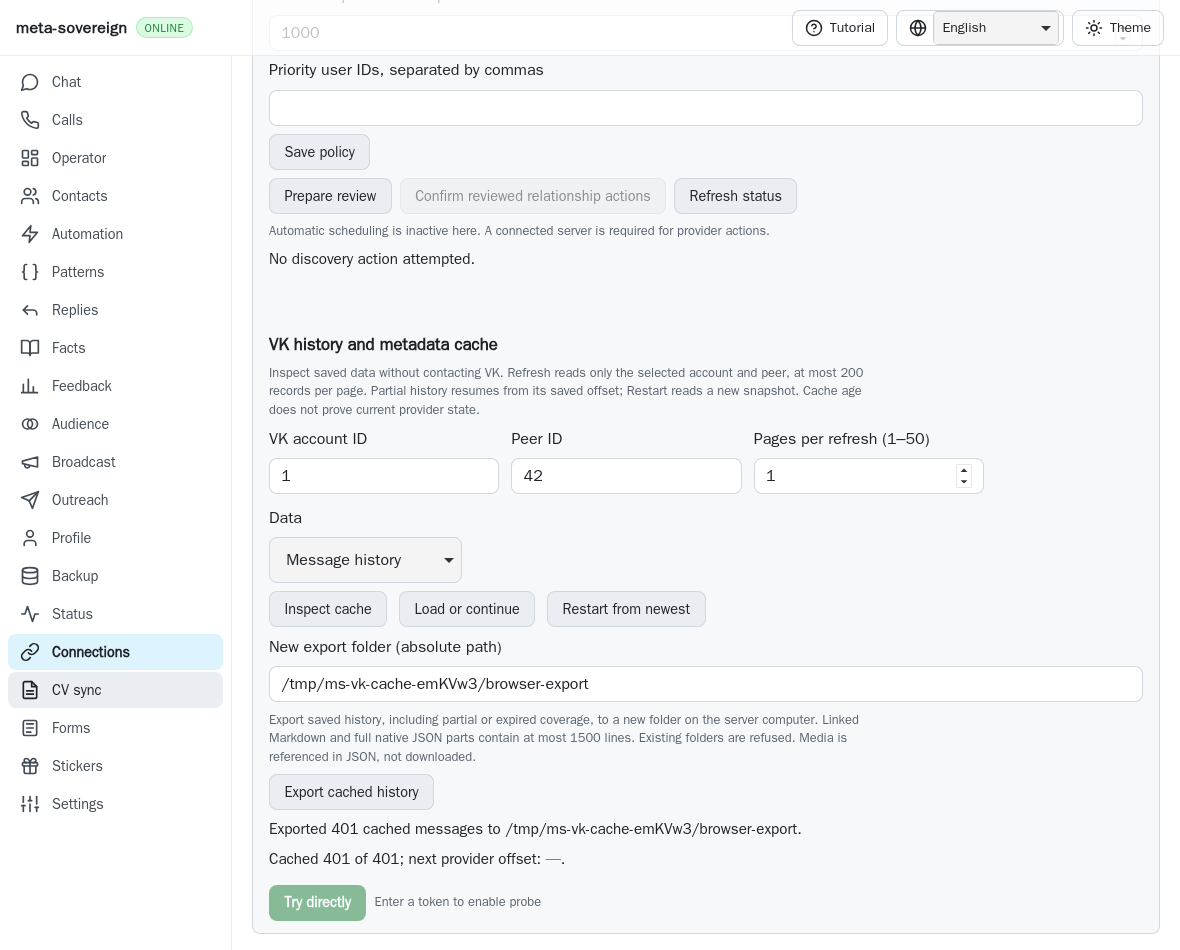 meta-sovereign
ONLINE
1000
Tutorial
English
Theme
Chat
Calls
Operator
Contacts
Automation
Patterns
Replies
Facts
Feedback
Audience
Broadcast
Outreach
Profile
Backup
Status
Connections
CV sync
Forms
Stickers
Settings
Priority user IDs, separated by commas
Save policy
Prepare review
Confirm reviewed relationship actions
Refresh status
Automatic scheduling is inactive here. A connected server is required for provider actions.
No discovery action attempted.
VK history and metadata cache
Inspect saved data without contacting VK. Refresh reads only the selected account and peer, at most 200
records per page. Partial history resumes from its saved offset; Restart reads a new snapshot. Cache age
does not prove current provider state.
VK account ID
Peer ID
Pages per refresh (1–50)
1
42
1
Data
Message history
Inspect cache
Load or continue
Restart from newest
New export folder (absolute path)
/tmp/ms-vk-cache-emKVw3/browser-export
Export saved history, including partial or expired coverage, to a new folder on the server computer. Linked
Markdown and full native JSON parts contain at most 1500 lines. Existing folders are refused. Media is
referenced in JSON, not downloaded.
Export cached history
Exported 401 cached messages to /tmp/ms-vk-cache-emKVw3/browser-export.
Cached 401 of 401; next provider offset: —.
Try directly
Enter a token to enable probe